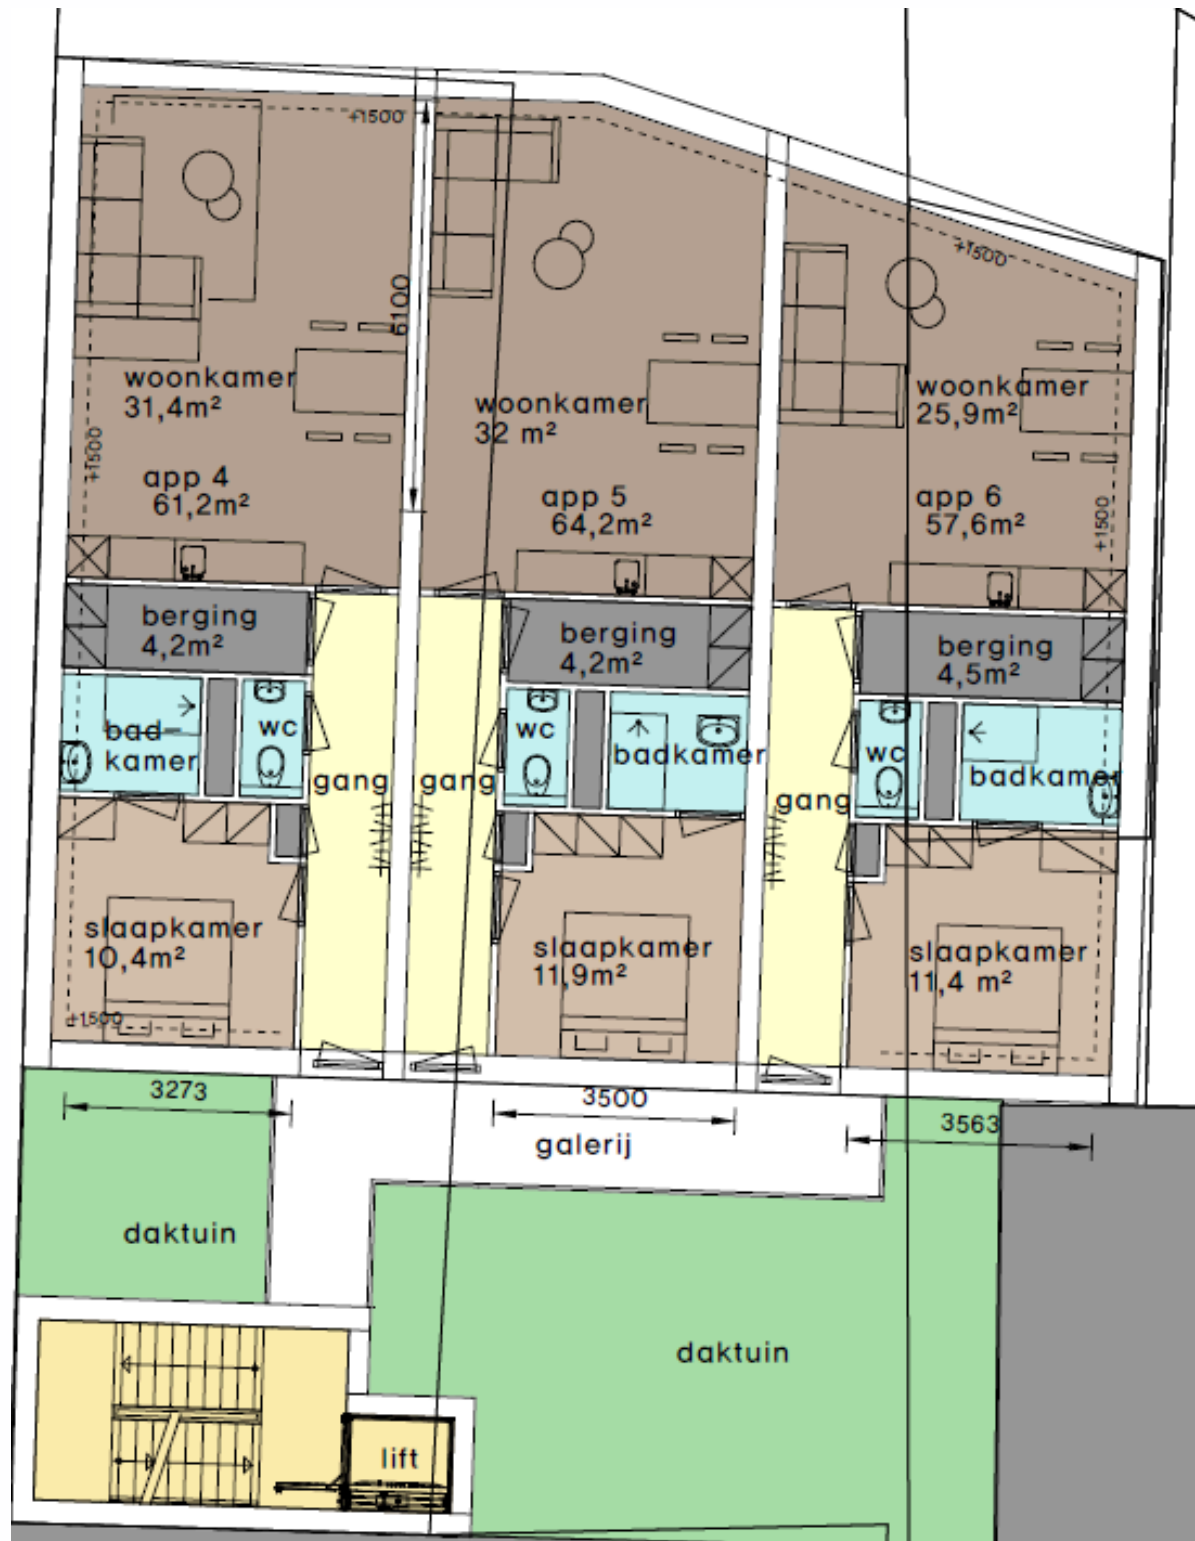 +1500
+1500
6100
woonkamer
31,4m²
woonkamer
32 m²
woonkamer
25,9m²
+1500
app 4
61,2m²
app 5
64,2m²
app 6
57,6m²
+1500
berging
4,2m²
berging
4,2m²
berging
4,5m²
bad-
kamer
wc
gang
gang
wc
badkamer
gang
wc
badkamer
slaapkamer
10,4m²
slaapkamer
11,9m²
slaapkamer
11,4 m²
+1500
3273
3500
3563
galerij
daktuin
daktuin
lift